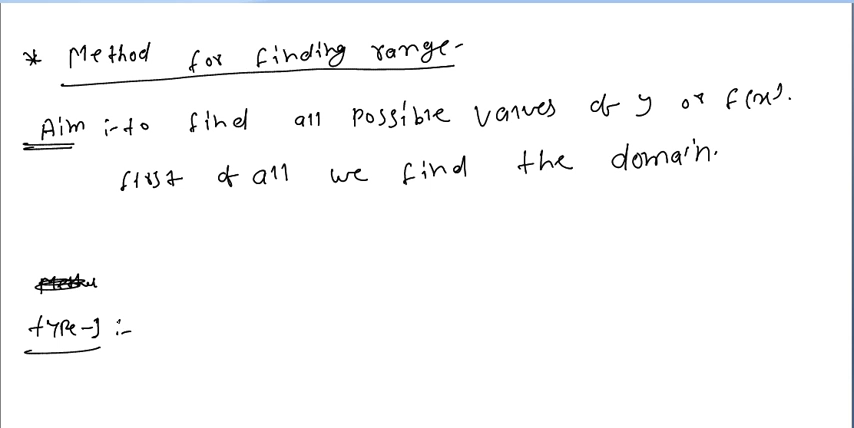 * Method for finding range-
Aim :- to find all possible values of y or f(x).
first of all we find the domain.
type-1 :-